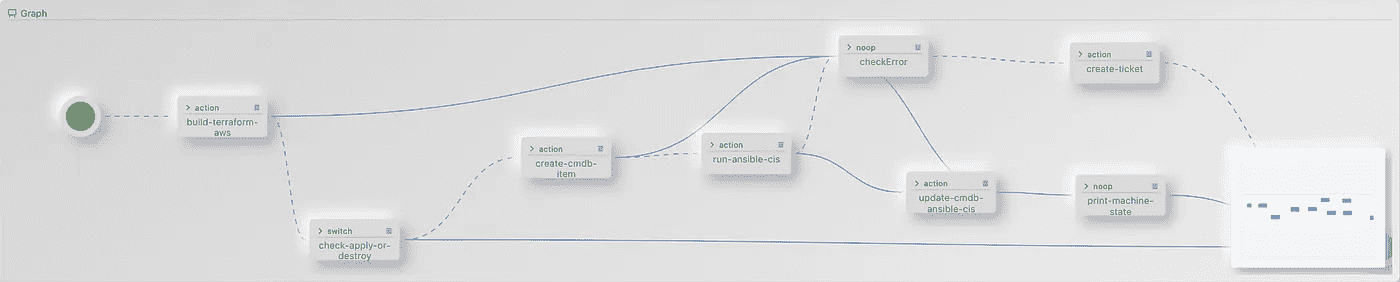 Graph
action
build-terraform-
aws
switch
check-apply-or-
destroy
action
create-cmdb-
item
action
run-ansible-cis
noop
checkError
action
update-cmdb-
ansible-cis
action
create-ticket
noop
print-machine-
state